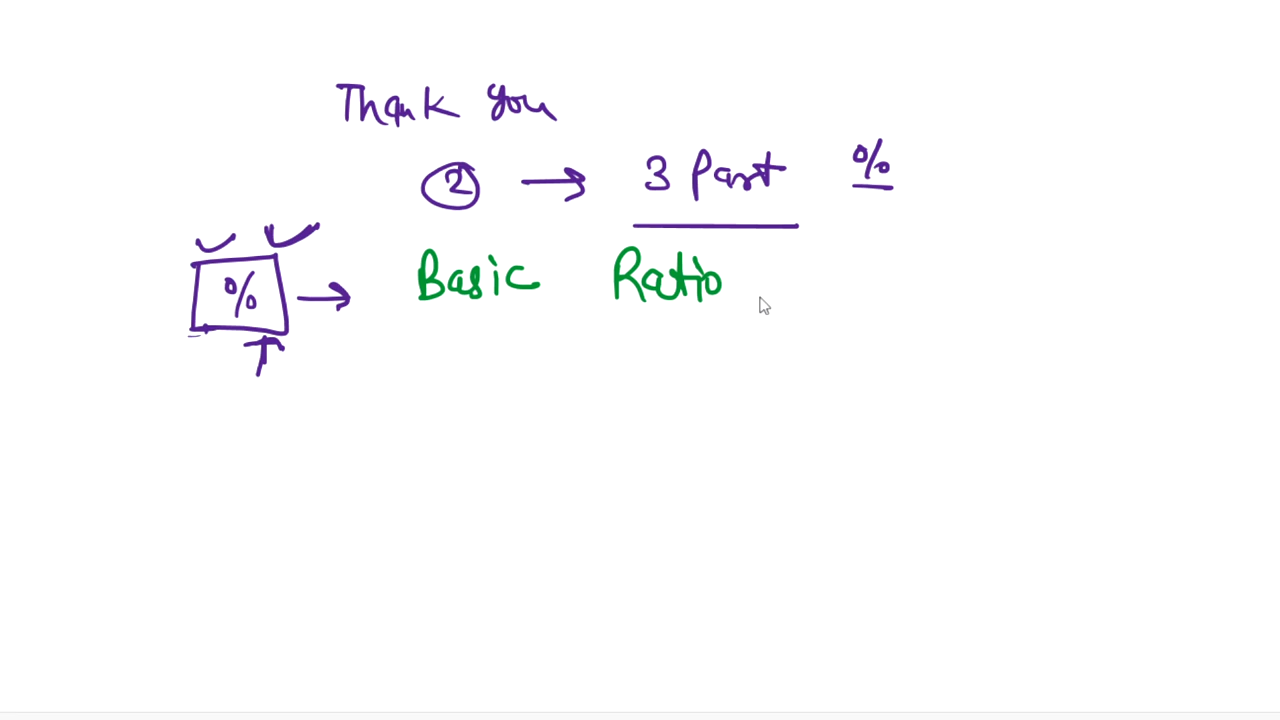 Thank you
2 → 3 Part %
% → Basic Ratio